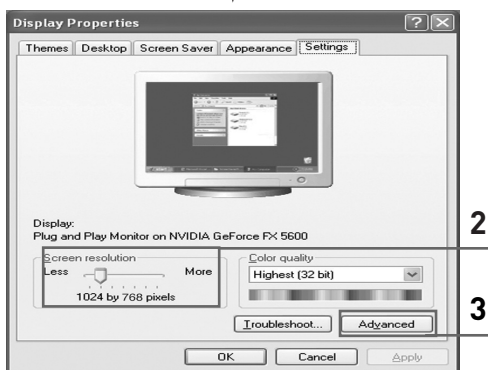 Display Properties
Themes Desktop Screen Saver Appearance Settings
Display:
Plug and Play Monitor on NVIDIA GeForce FX 5600
Screen resolution
Less More
1024 by 768 pixels
Color quality
Highest (32 bit)
2
3
Troubleshoot... Advanced
OK Cancel Apply